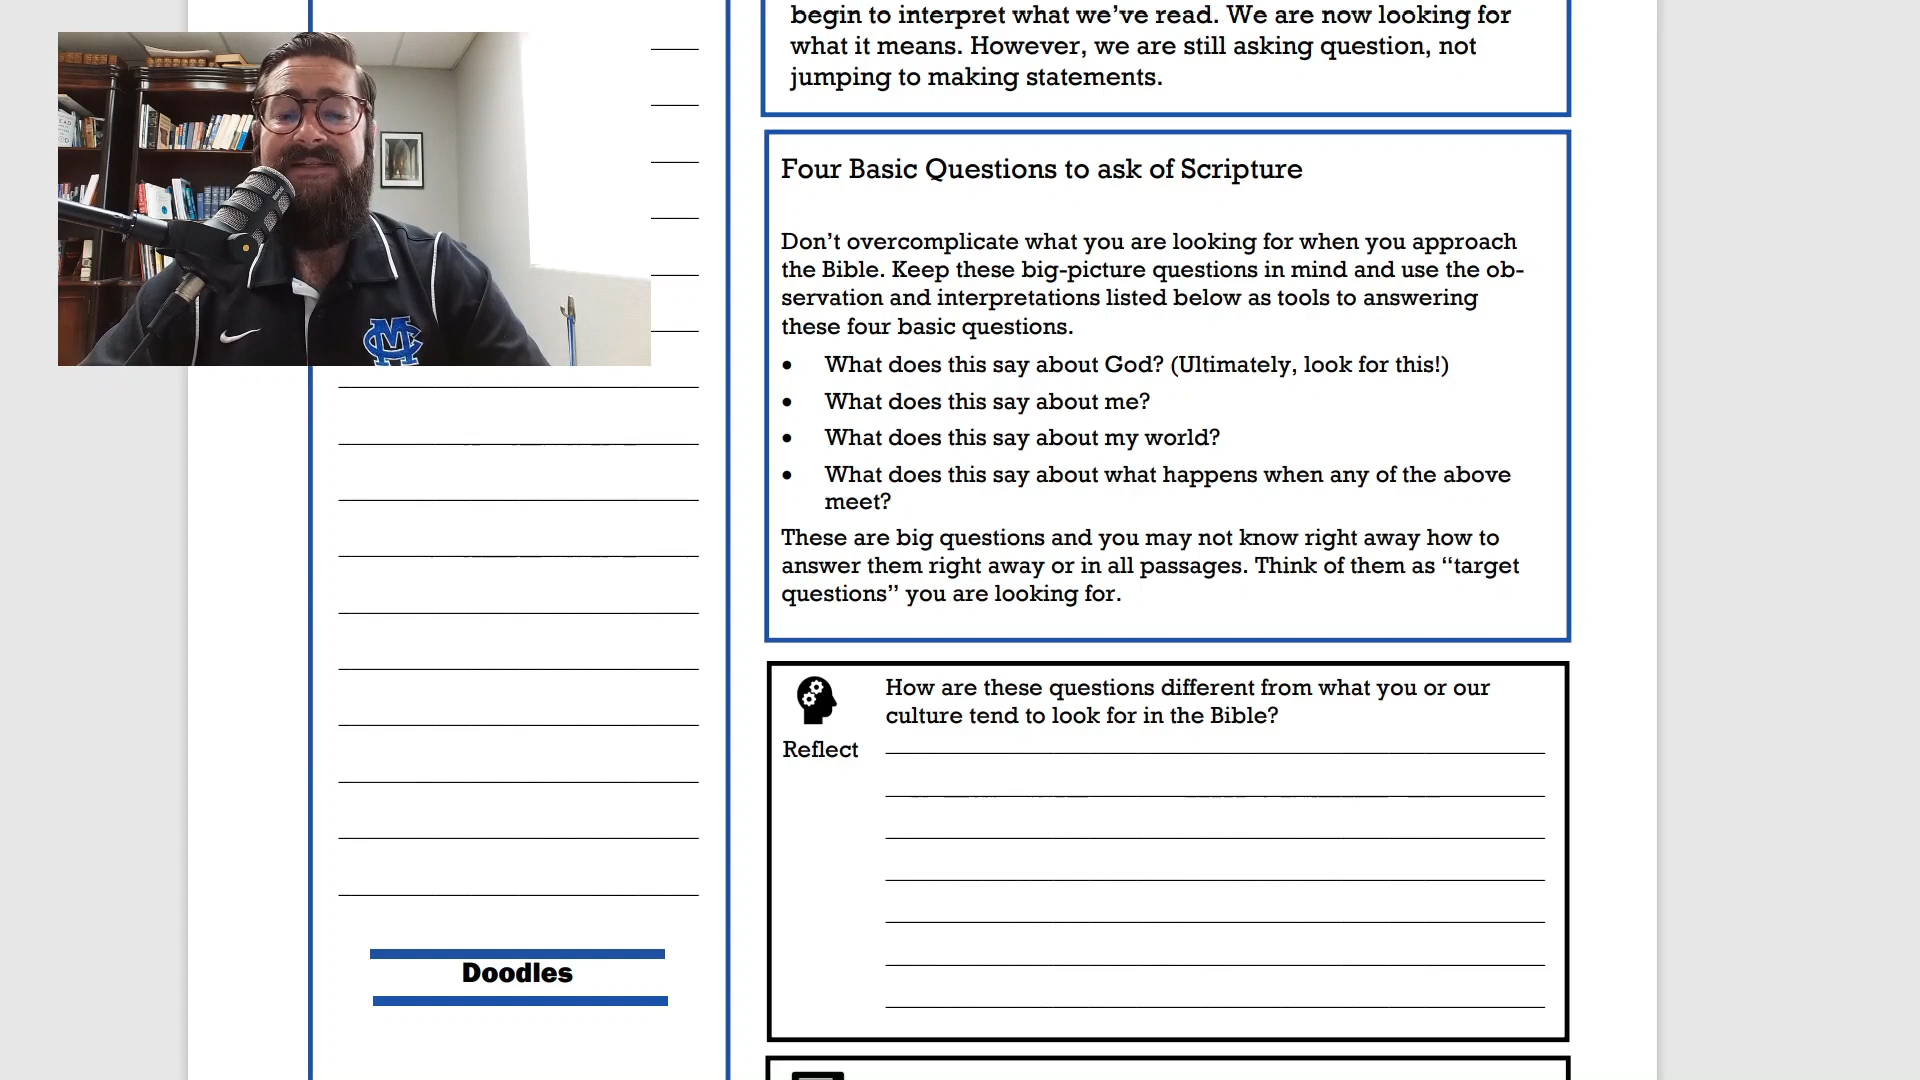 begin to interpret what we’ve read. We are now looking for
what it means. However, we are still asking question, not
jumping to making statements.
Four Basic Questions to ask of Scripture
Don’t overcomplicate what you are looking for when you approach
the Bible. Keep these big-picture questions in mind and use the ob-
servation and interpretations listed below as tools to answering
these four basic questions.
• What does this say about God? (Ultimately, look for this!)
• What does this say about me?
• What does this say about my world?
• What does this say about what happens when any of the above
meet?
These are big questions and you may not know right away how to
answer them right away or in all passages. Think of them as “target
questions” you are looking for.
How are these questions different from what you or our
culture tend to look for in the Bible?
Reflect
Doodles
MC